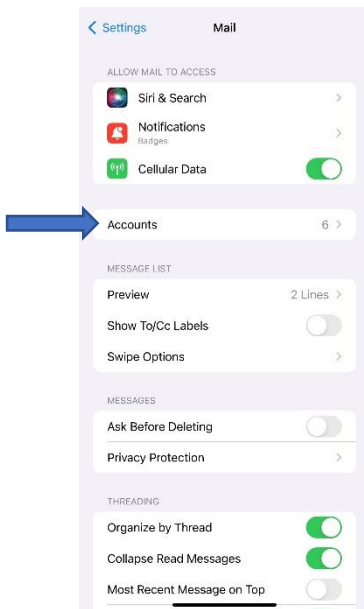 Settings Mail
ALLOW MAIL TO ACCESS
Siri & Search
Notifications
Badges
Cellular Data
Accounts 6
MESSAGE LIST
Preview 2 Lines
Show To/Cc Labels
Swipe Options
MESSAGES
Ask Before Deleting
Privacy Protection
THREADING
Organize by Thread
Collapse Read Messages
Most Recent Message on Top